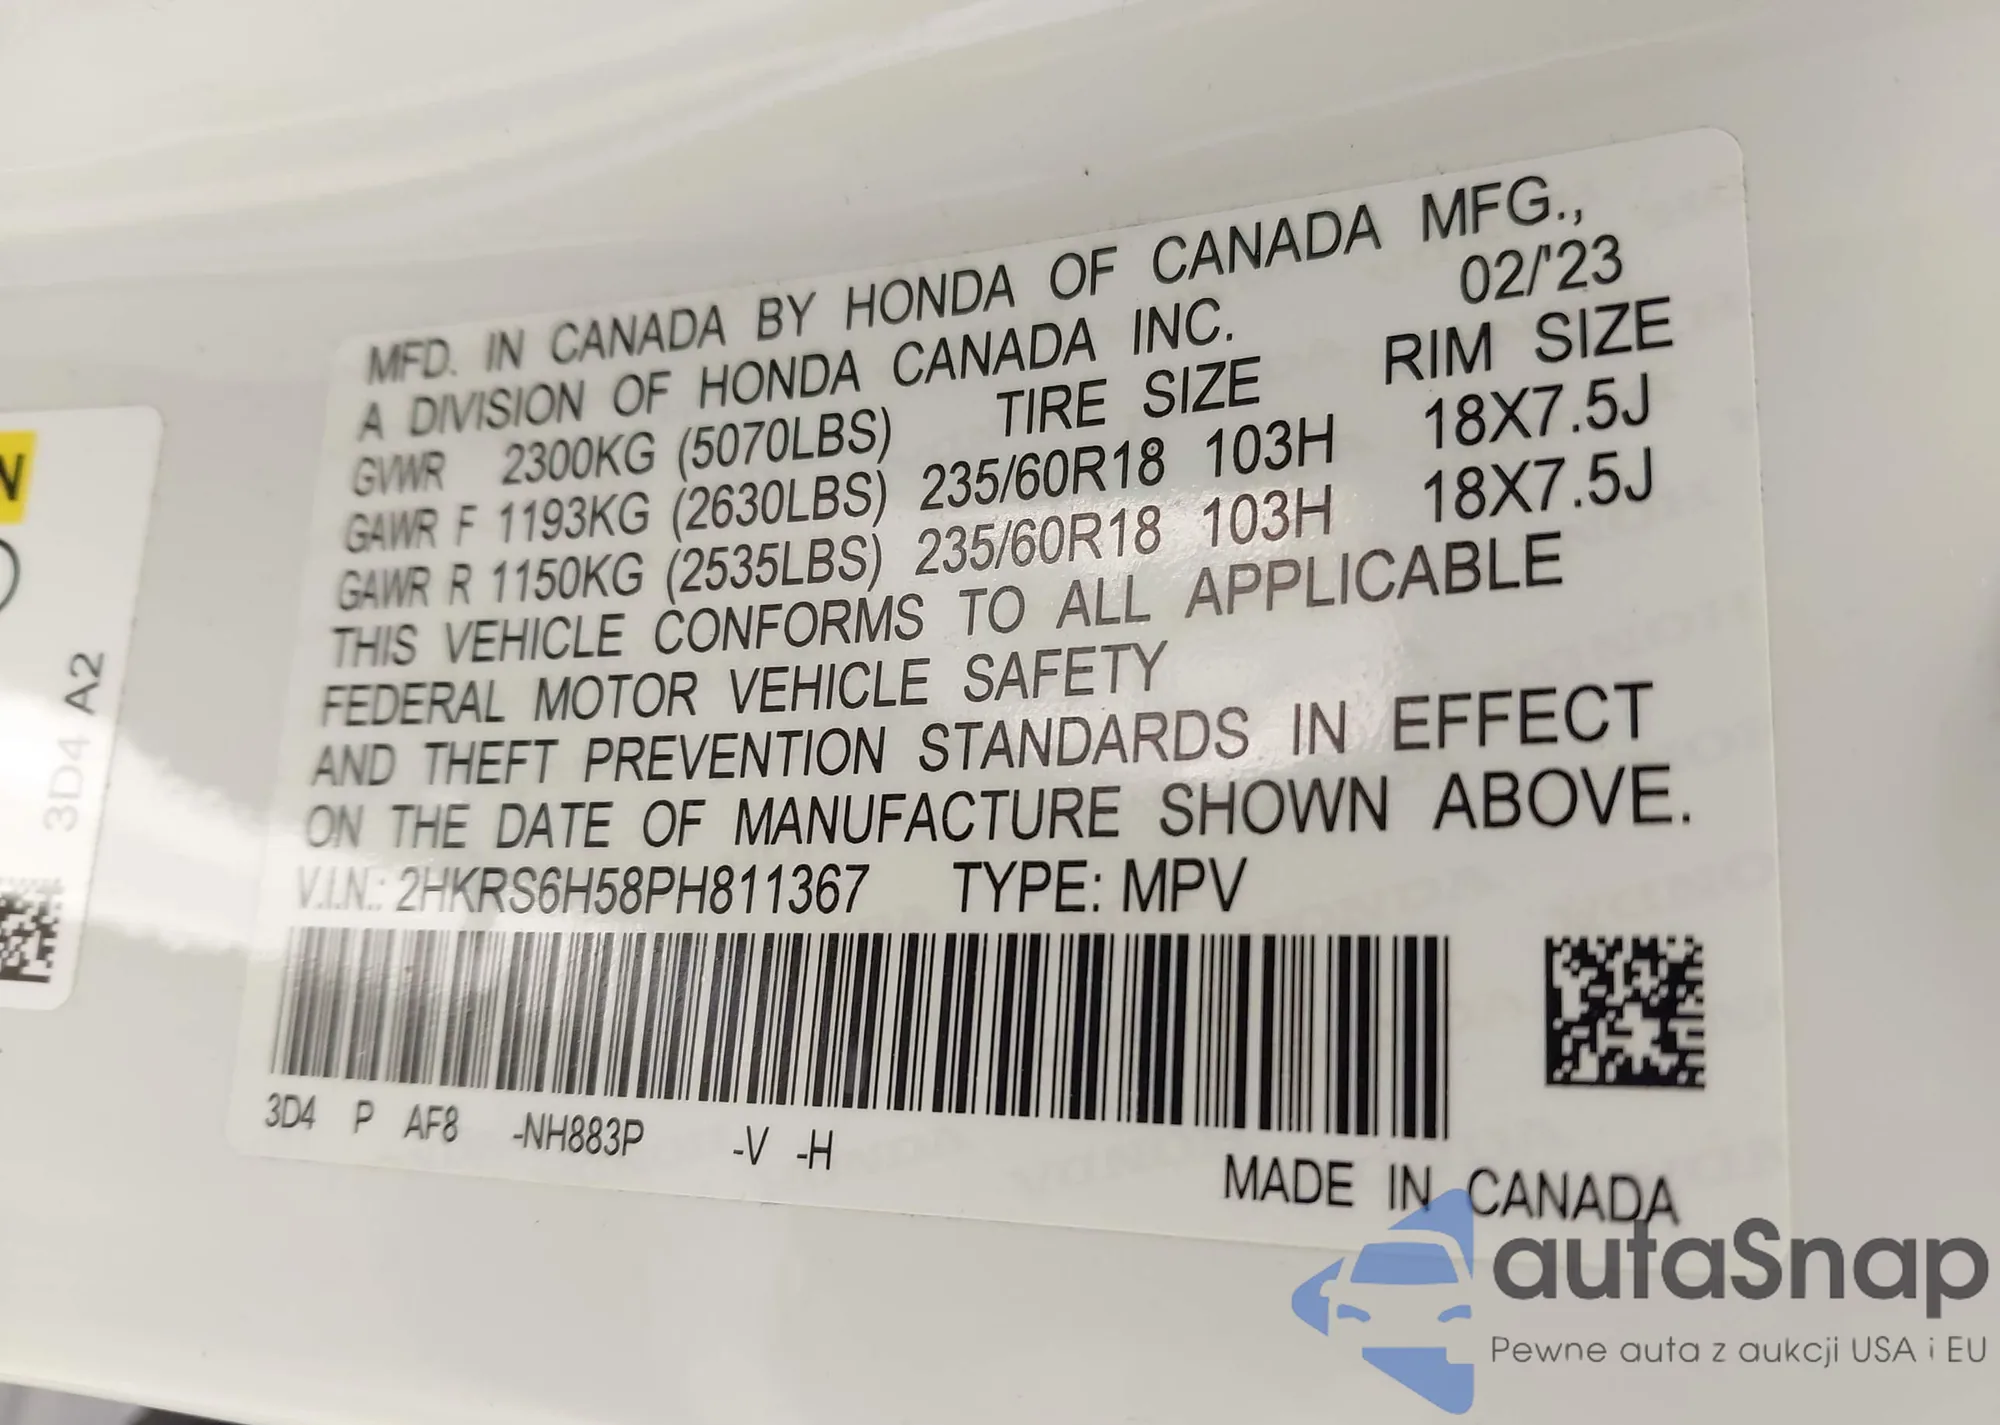 MFD. IN CANADA BY HONDA OF CANADA MFG.,
A DIVISION OF HONDA CANADA INC. 02/'23
GVWR 2300KG (5070LBS) TIRE SIZE RIM SIZE
GAWR F 1193KG (2630LBS) 235/60R18 103H 18X7.5J
GAWR R 1150KG (2535LBS) 235/60R18 103H 18X7.5J
THIS VEHICLE CONFORMS TO ALL APPLICABLE
FEDERAL MOTOR VEHICLE SAFETY
AND THEFT PREVENTION STANDARDS IN EFFECT
ON THE DATE OF MANUFACTURE SHOWN ABOVE.
V.I.N.: 2HKRS6H58PH811367 TYPE: MPV
3D4 P AF8 -NH883P -V -H
MADE IN CANADA
N
3D4 A2
autaSnap
Pewne auta z aukcji USA i EU